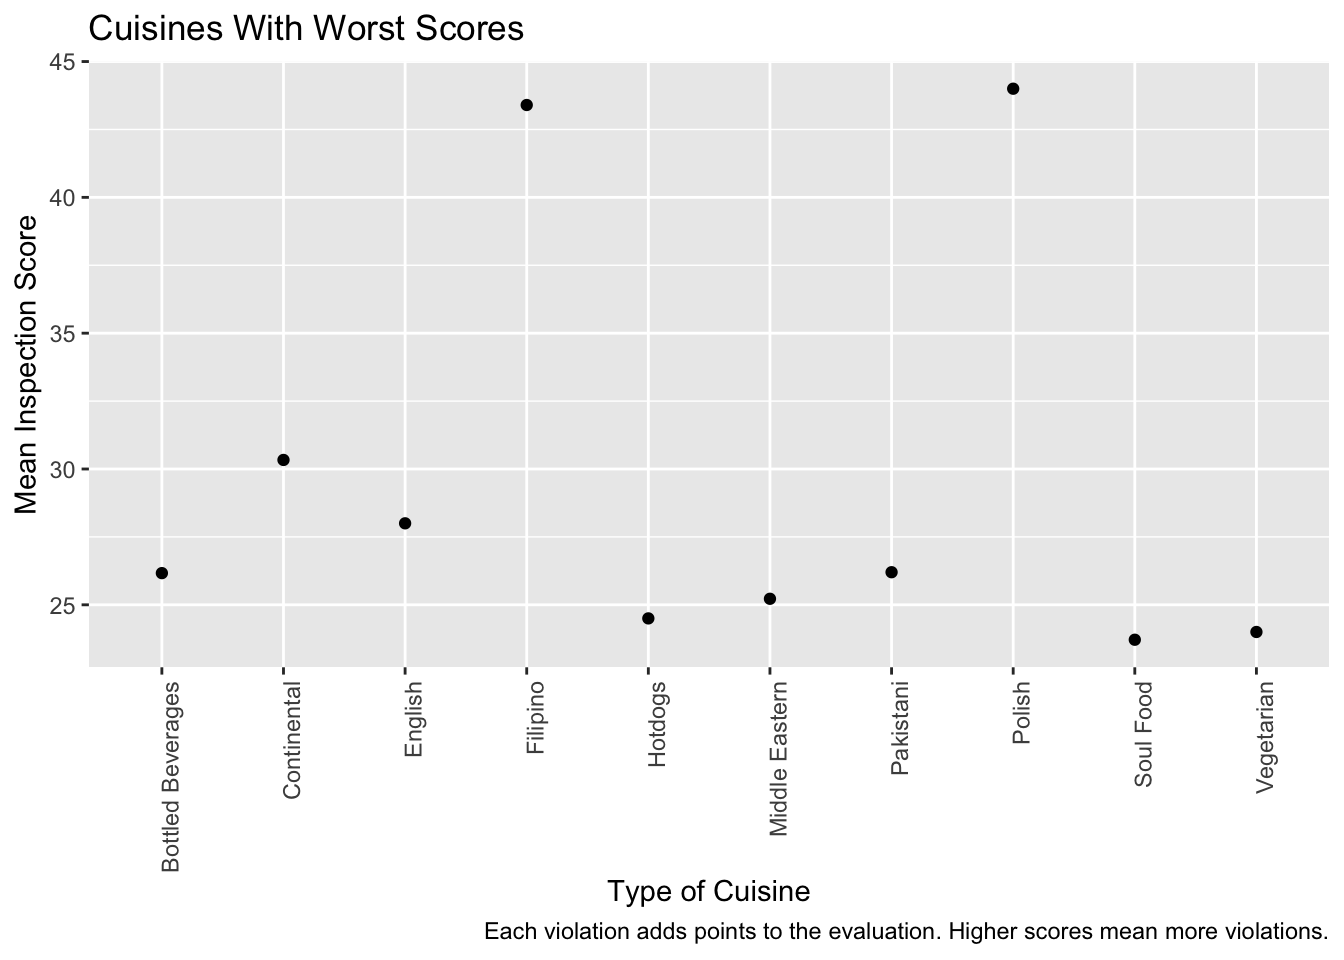 Cuisines With Worst Scores
45
40
35
30
25
Mean Inspection Score
Bottled Beverages
Continental
English
Filipino
Hotdogs
Middle Eastern
Pakistani
Polish
Soul Food
Vegetarian
Type of Cuisine
Each violation adds points to the evaluation. Higher scores mean more violations.